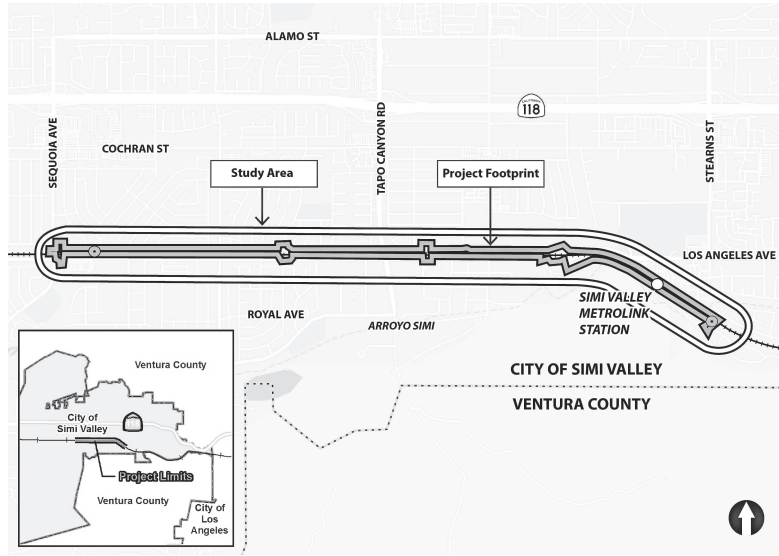 ALAMO ST
CALIFORNIA
118
SEQUOIA AVE
COCHRAN ST
TAPO CANYON RD
STEARNS ST
Study Area
Project Footprint
LOS ANGELES AVE
SIMI VALLEY
METROLINK
STATION
ROYAL AVE
ARROYO SIMI
CITY OF SIMI VALLEY
VENTURA COUNTY
Ventura County
City of
Simi Valley
Project Limits
Ventura County
City of
Los
Angeles